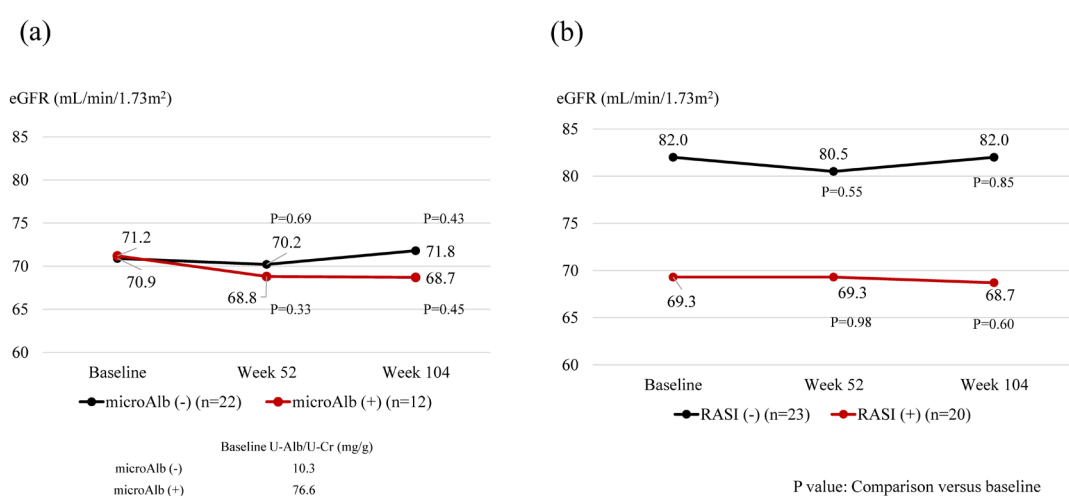 (a)
eGFR (mL/min/1.73m²)
85
80
75
70
65
60
P=0.69
P=0.43
71.2
70.2
71.8
70.9
68.8
68.7
P=0.33
P=0.45
Baseline
Week 52
Week 104
microAlb (-) (n=22)
microAlb (+) (n=12)
Baseline U-Alb/U-Cr (mg/g)
microAlb (-) 10.3
microAlb (+) 76.6
(b)
eGFR (mL/min/1.73m²)
85
80
75
70
65
60
82.0
80.5
82.0
P=0.55
P=0.85
69.3
69.3
68.7
P=0.98
P=0.60
Baseline
Week 52
Week 104
RASI (-) (n=23)
RASI (+) (n=20)
P value: Comparison versus baseline